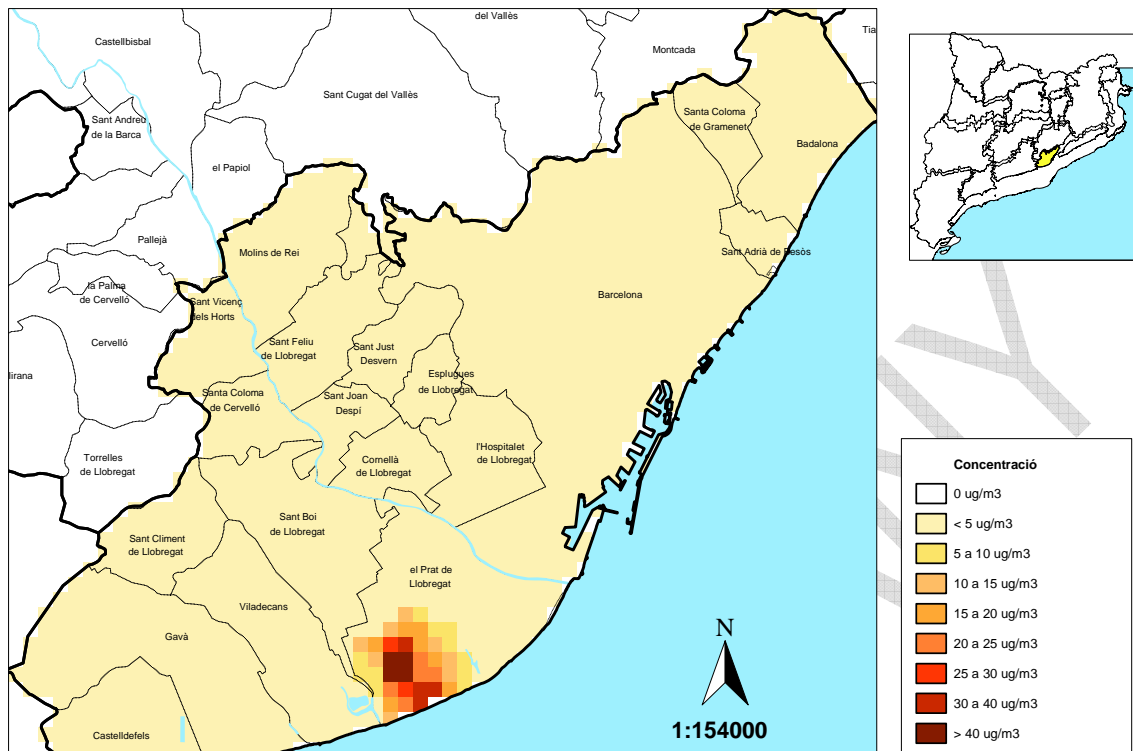 del Vallès
Tia
Castellbisbal
Montcada
Sant Cugat del Vallès
Santa Coloma
de Gramenet
Sant Andreu
de la Barca
Badalona
el Papiol
Pallejà
Molins de Rei
Sant Adrià de Besòs
la Palma
de Cervelló
Sant Vicenç
dels Horts
Barcelona
Cervelló
Sant Feliu
de Llobregat
Sant Just
Desvern
lirana
Esplugues
de Llobregat
Santa Coloma
de Cervelló
Sant Joan
Despí
Torrelles
de Llobregat
Cornellà
de Llobregat
l'Hospitalet
de Llobregat
Sant Boi
de Llobregat
Sant Climent
de Llobregat
el Prat de
Llobregat
Viladecans
Gavà
Castelldefels
N
1:154000
Concentració
0 ug/m3
< 5 ug/m3
5 a 10 ug/m3
10 a 15 ug/m3
15 a 20 ug/m3
20 a 25 ug/m3
25 a 30 ug/m3
30 a 40 ug/m3
> 40 ug/m3